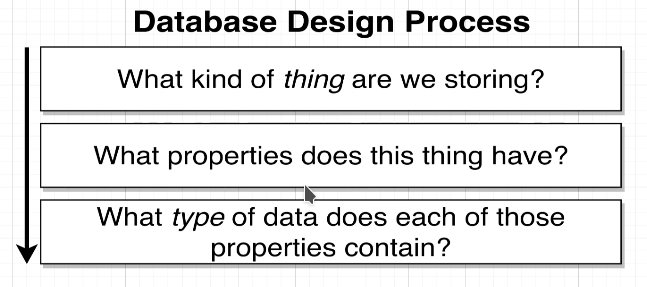 Database Design Process
What kind of thing are we storing?
What properties does this thing have?
What type of data does each of those
properties contain?